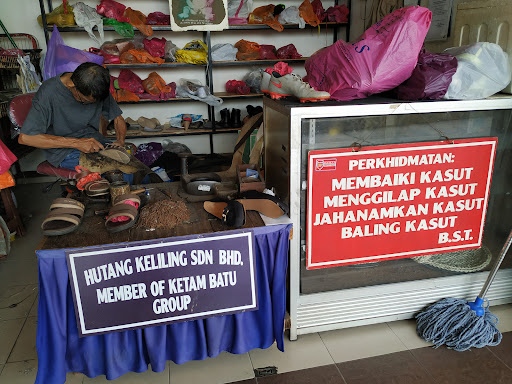 HUTANG KELILING SDN BHD.
MEMBER OF KETAM BATU
GROUP
PERKHIDMATAN:
MEMBAIKI KASUT
MENGGILAP KASUT
JAHANAMKAN KASUT
BALING KASUT
B.S.T.